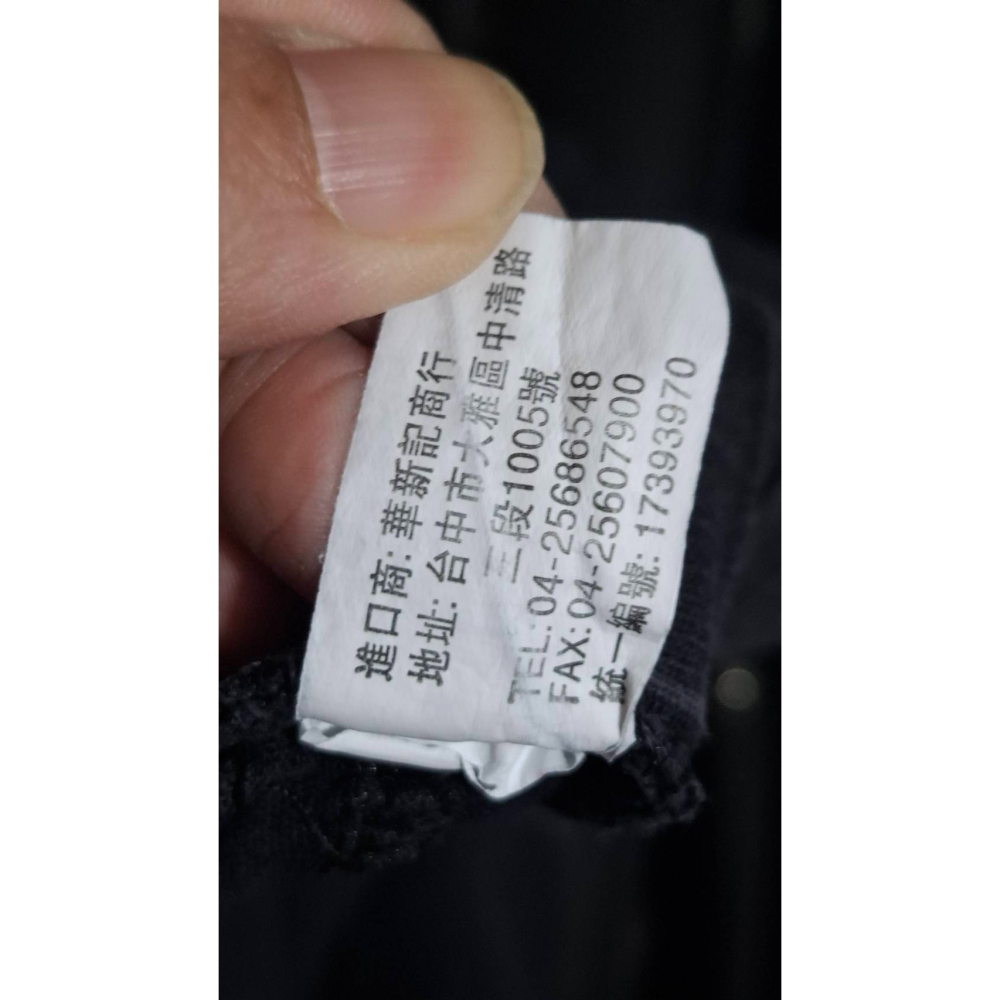 進口商:華新記商行
地址:台中市大雅區中清路
三段1005號
TEL:04-25686548
FAX:04-25607900
統一編號:17393970